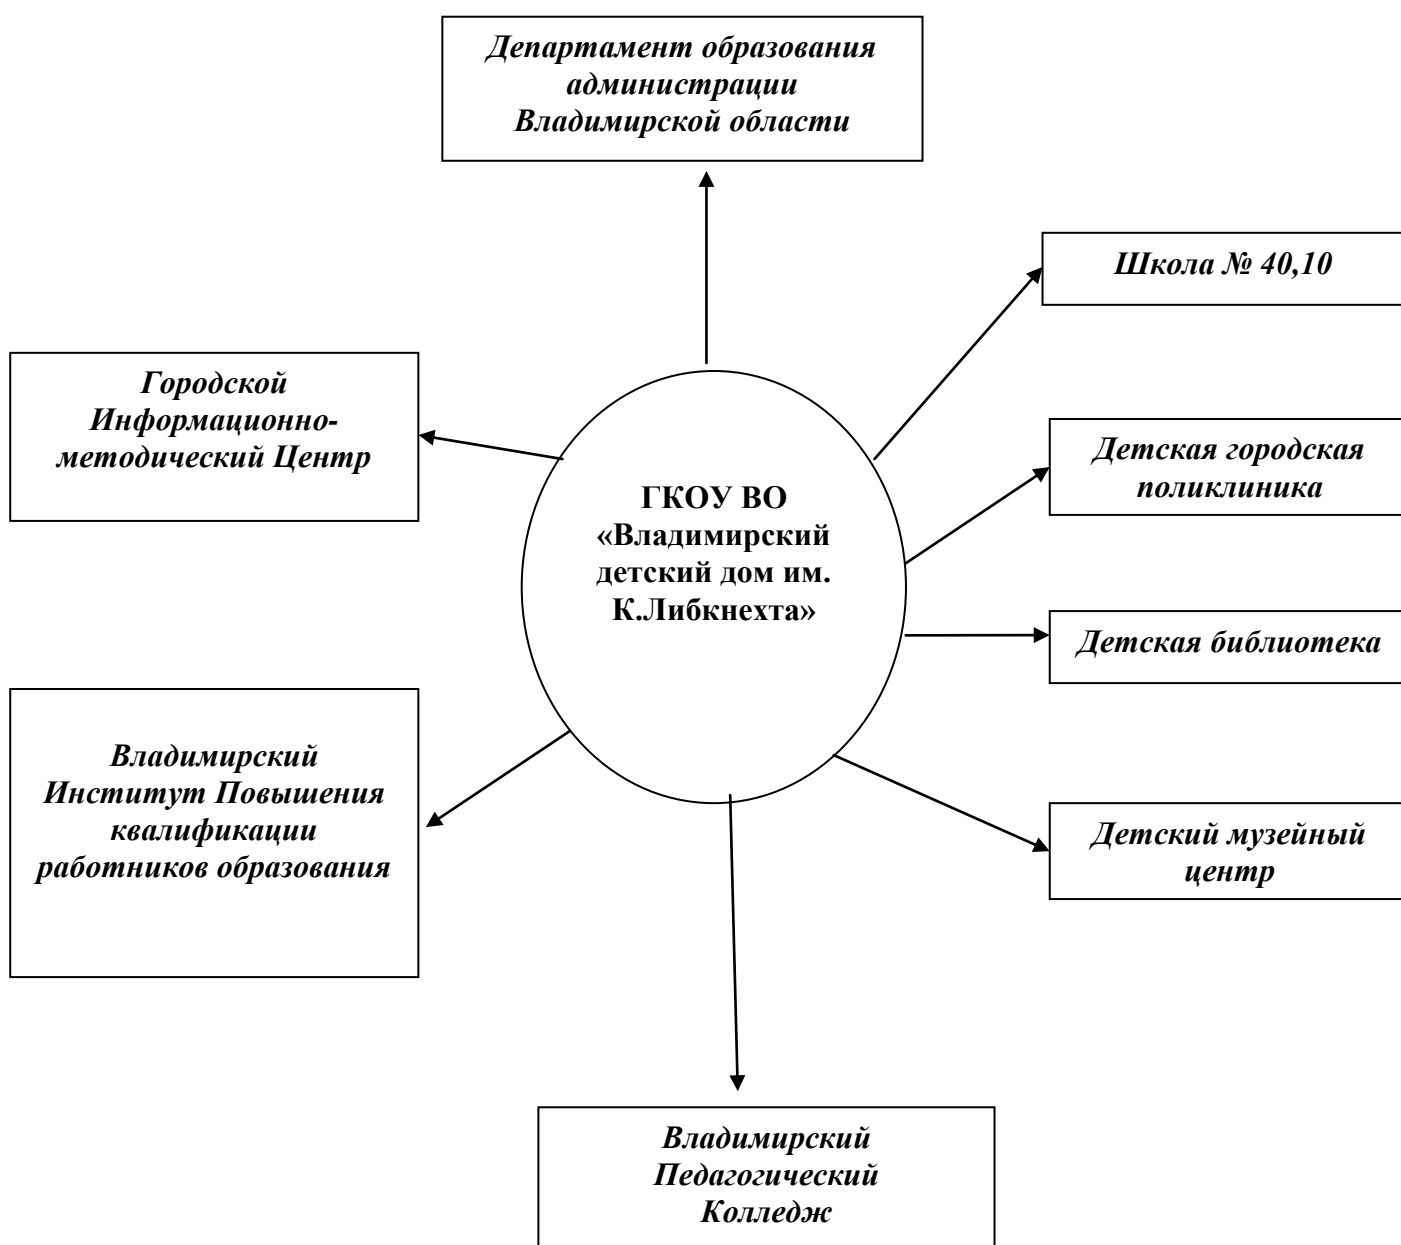 Департамент образования
администрации
Владимирской области
Школа № 40,10
Городской
Информационно-
методический Центр
Детская городская
поликлиника
ГКОУ ВО
«Владимирский
детский дом им.
К.Либкнехта»
Детская библиотека
Владимирский
Институт Повышения
квалификации
работников образования
Детский музейный
центр
Владимирский
Педагогический
Колледж